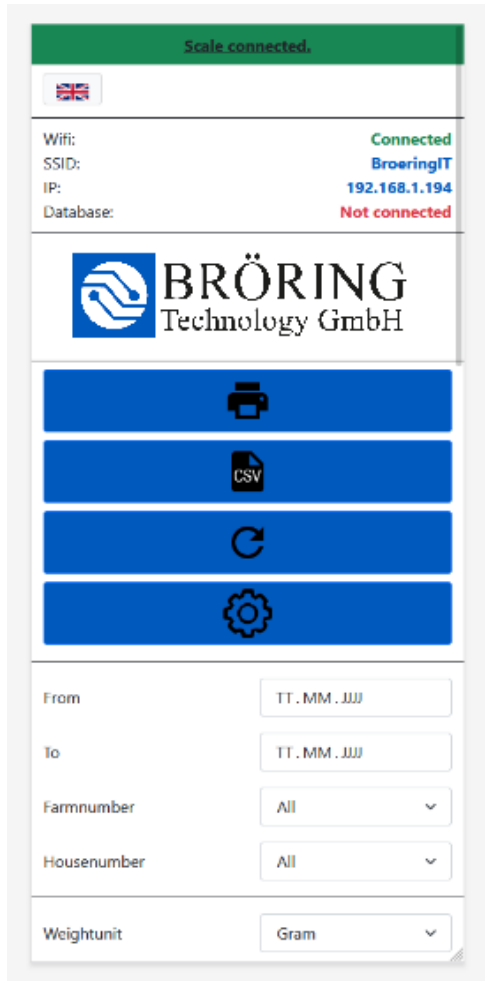 Scale connected.
Wifi: Connected
SSID: BroeringIT
IP: 192.168.1.194
Database: Not connected
BRÖRING
Technology GmbH
CSV
From TT.MM.JJJJ
To TT.MM.JJJJ
Farmnumber All
Housenumber All
Weightunit Gram